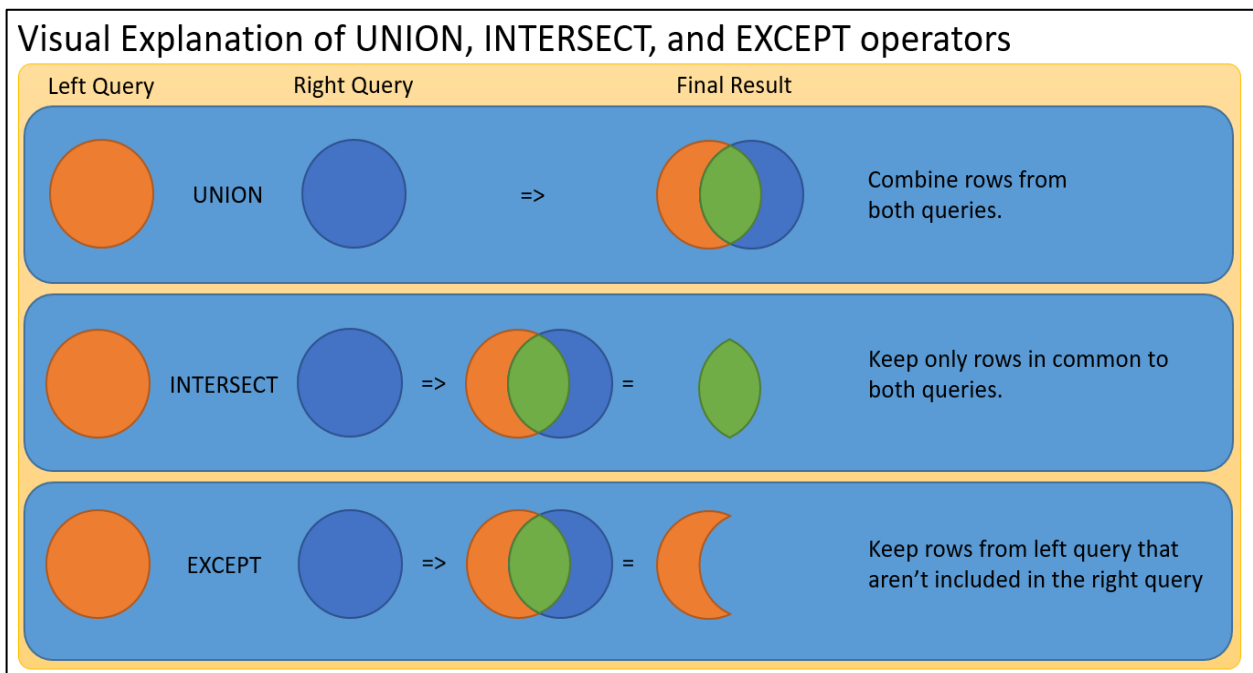 Visual Explanation of UNION, INTERSECT, and EXCEPT operators
Left Query
Right Query
Final Result
UNION
=>
Combine rows from
both queries.
INTERSECT
=>
=
Keep only rows in common to
both queries.
EXCEPT
=>
=
Keep rows from left query that
aren’t included in the right query